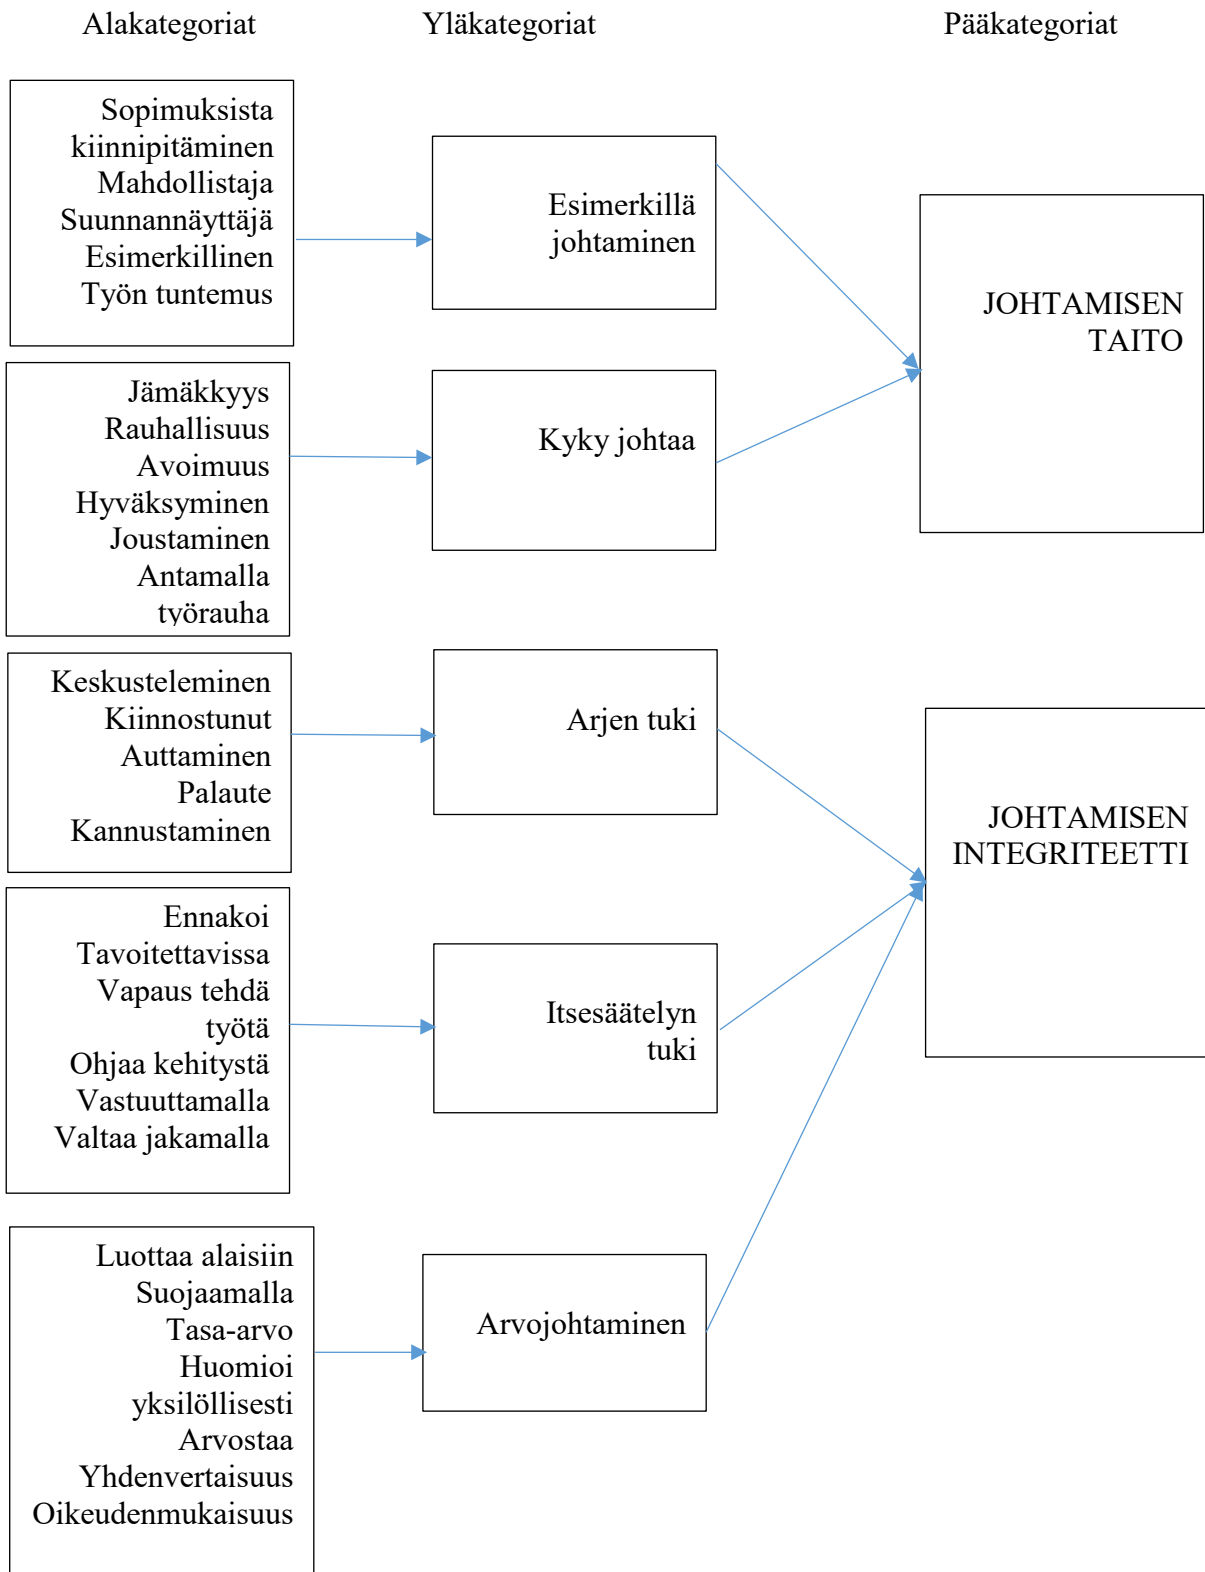 Alakategoriat
Yläkategoriat
Pääkategoriat
Sopimuksista
kiinnipitäminen
Mahdollistaja
Suunnannäyttäjä
Esimerkillinen
Työn tuntemus
Esimerkillä
johtaminen
JOHTAMISEN
TAITO
Jämäkkyys
Rauhallisuus
Avoimuus
Hyväksyminen
Joustaminen
Antamalla
työrauha
Kyky johtaa
Keskusteleminen
Kiinnostunut
Auttaminen
Palaute
Kannustaminen
Arjen tuki
JOHTAMISEN
INTEGRITEETTI
Ennakoi
Tavoitettavissa
Vapaus tehdä
työtä
Ohjaa kehitystä
Vastuuttamalla
Valtaa jakamalla
Itsesäätelyn
tuki
Luottaa alaisiin
Suojaamalla
Tasa-arvo
Huomioi
yksilöllisesti
Arvostaa
Yhdenvertaisuus
Oikeudenmukaisuus
Arvojohtaminen